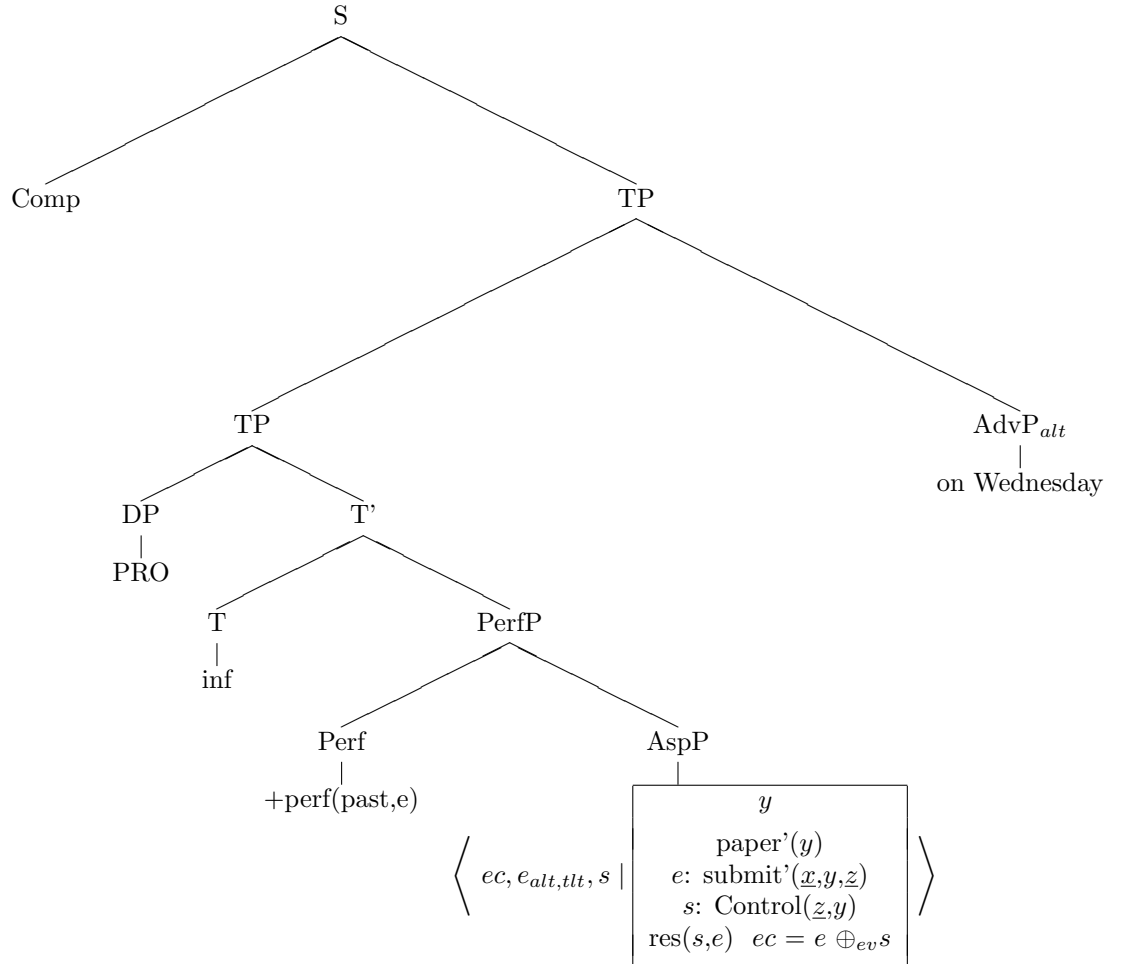 S
Comp TP
TP AdvP_alt
on Wednesday
DP T'
PRO
T PerfP
inf
Perf AspP
+perf(past,e)
y
paper'(y)
⟨ ec, e_alt,tlt, s | e: submit'(x,y,z) ⟩
s: Control(z,y)
res(s,e) ec = e ⊕_ev s